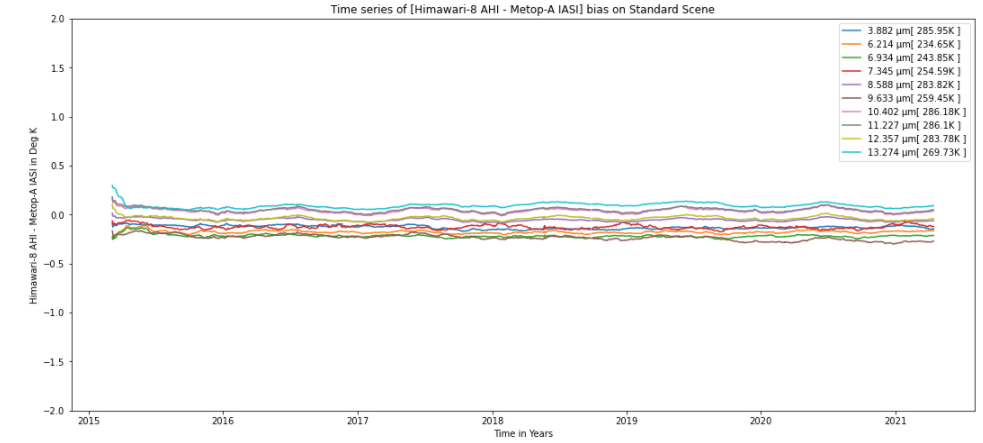 Time series of [Himawari-8 AHI - Metop-A IASI] bias on Standard Scene
2.0
1.5
1.0
0.5
0.0
−0.5
−1.0
−1.5
−2.0
Himawari-8 AHI - Metop-A IASI in Deg K
3.882 μm[ 285.95K ]
6.214 μm[ 234.65K ]
6.934 μm[ 243.85K ]
7.345 μm[ 254.59K ]
8.588 μm[ 283.82K ]
9.633 μm[ 259.45K ]
10.402 μm[ 286.18K ]
11.227 μm[ 286.1K ]
12.357 μm[ 283.78K ]
13.274 μm[ 269.73K ]
2015 2016 2017 2018 2019 2020 2021
Time in Years